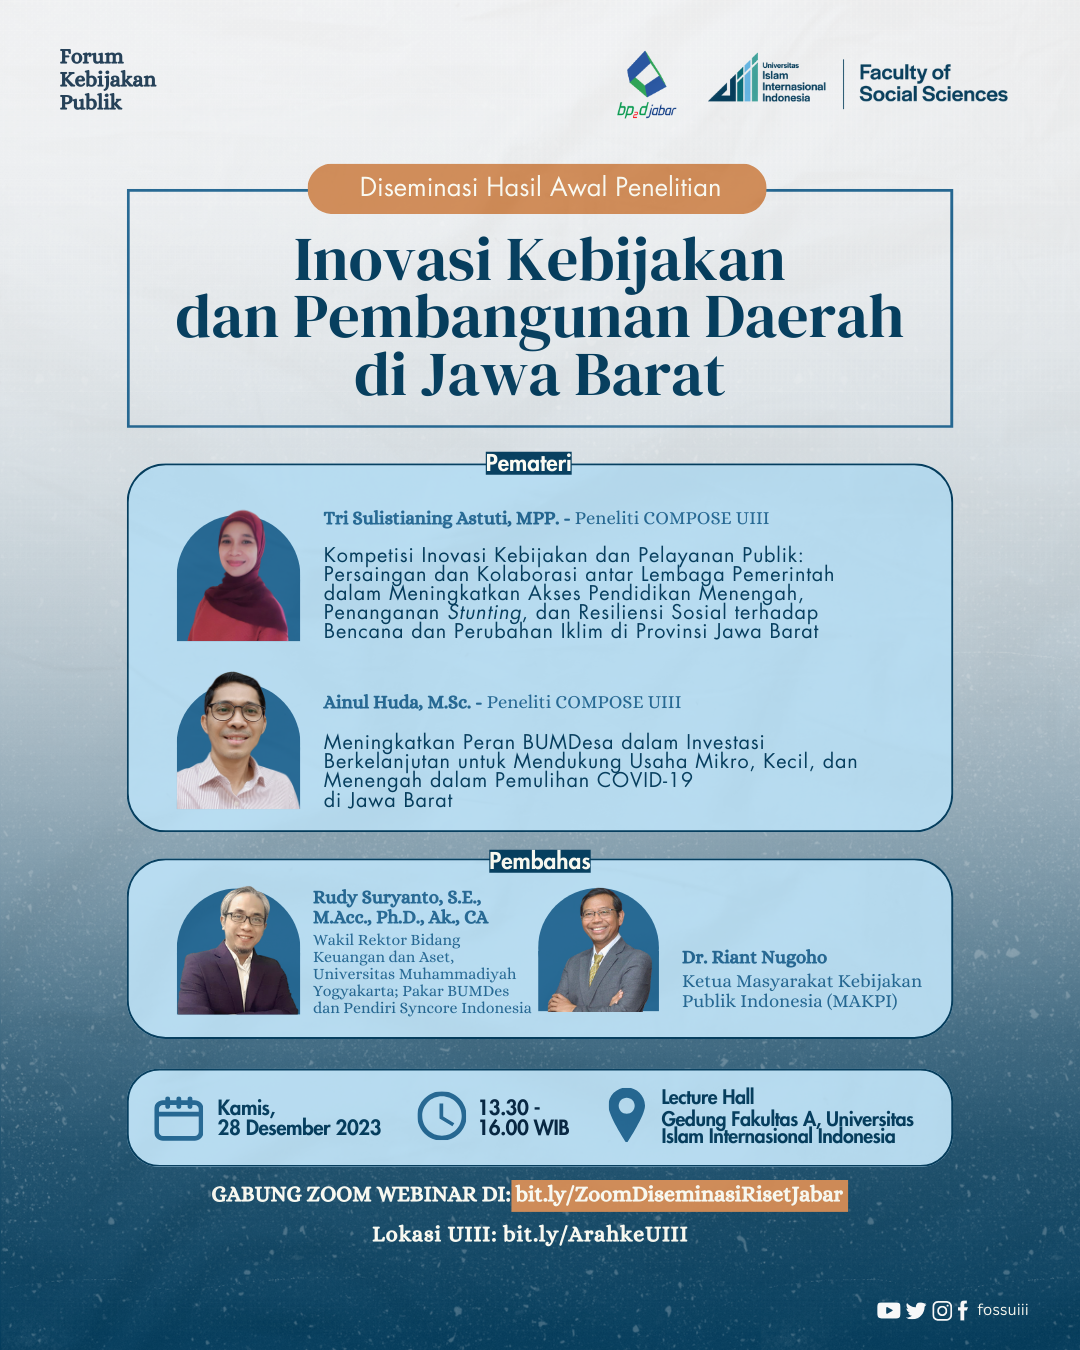 Forum
Kebijakan
Publik
bp2d jabar
Universitas
Islam
Internasional
Indonesia
Faculty of
Social Sciences
Diseminasi Hasil Awal Penelitian
Inovasi Kebijakan
dan Pembangunan Daerah
di Jawa Barat
Pemateri
Tri Sulistianing Astuti, MPP. - Peneliti COMPOSE UIII
Kompetisi Inovasi Kebijakan dan Pelayanan Publik:
Persaingan dan Kolaborasi antar Lembaga Pemerintah
dalam Meningkatkan Akses Pendidikan Menengah,
Penanganan Stunting, dan Resiliensi Sosial terhadap
Bencana dan Perubahan Iklim di Provinsi Jawa Barat
Ainul Huda, M.Sc. - Peneliti COMPOSE UIII
Meningkatkan Peran BUMDesa dalam Investasi
Berkelanjutan untuk Mendukung Usaha Mikro, Kecil, dan
Menengah dalam Pemulihan COVID-19
di Jawa Barat
Pembahas
Rudy Suryanto, S.E.,
M.Acc., Ph.D., Ak., CA
Wakil Rektor Bidang
Keuangan dan Aset,
Universitas Muhammadiyah
Yogyakarta; Pakar BUMDes
dan Pendiri Syncore Indonesia
Dr. Riant Nugoho
Ketua Masyarakat Kebijakan
Publik Indonesia (MAKPI)
Kamis,
28 Desember 2023
13.30 -
16.00 WIB
Lecture Hall
Gedung Fakultas A, Universitas
Islam Internasional Indonesia
GABUNG ZOOM WEBINAR DI: bit.ly/ZoomDiseminasiRisetJabar
Lokasi UIII: bit.ly/ArahkeUIII
fossuiii